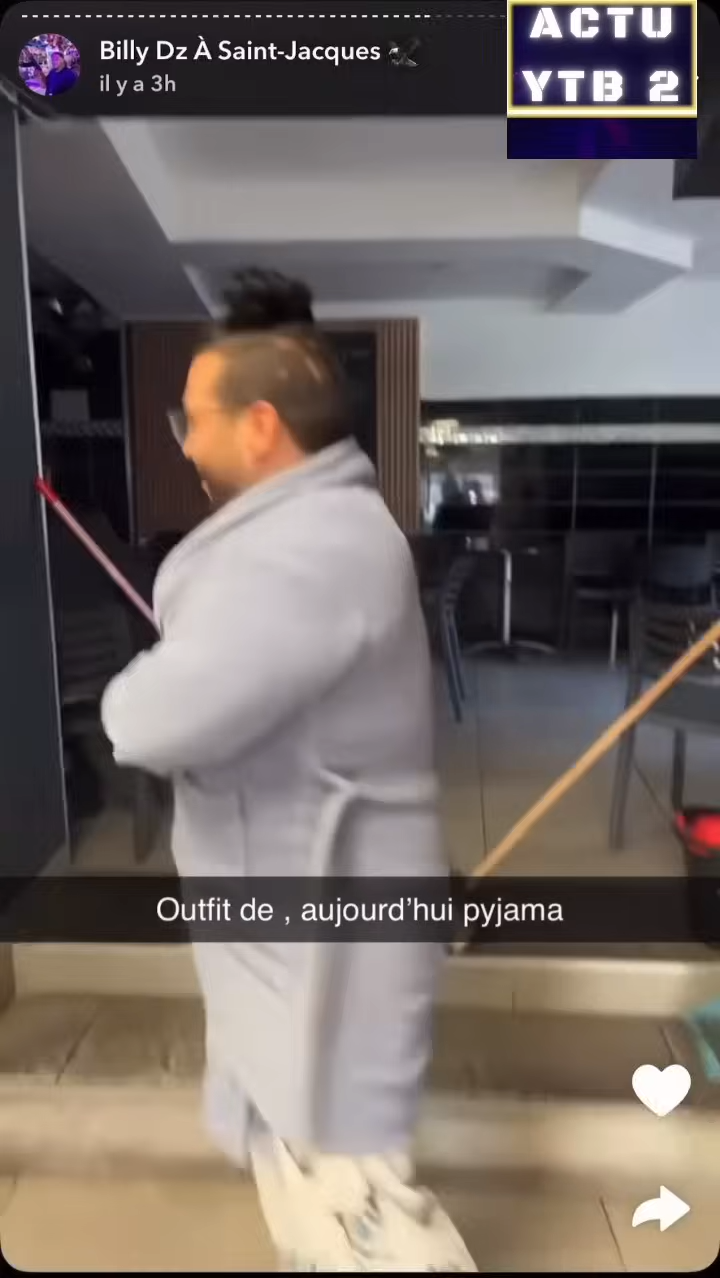 Billy Dz À Saint-Jacques
il y a 3h
ACTU
YTB 2
Outfit de , aujourd’hui pyjama